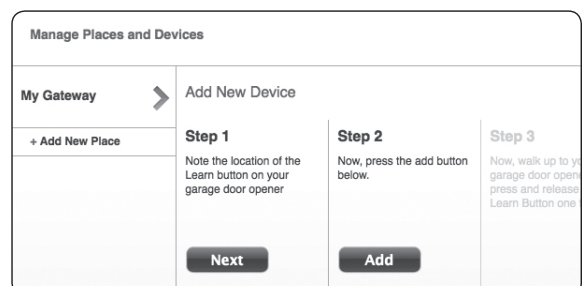 Manage Places and Devices
My Gateway
+ Add New Place
Add New Device
Step 1
Note the location of the
Learn button on your
garage door opener
Next
Step 2
Now, press the add button
below.
Add
Step 3
Now, walk up to
garage door
press and release
Learn Button one